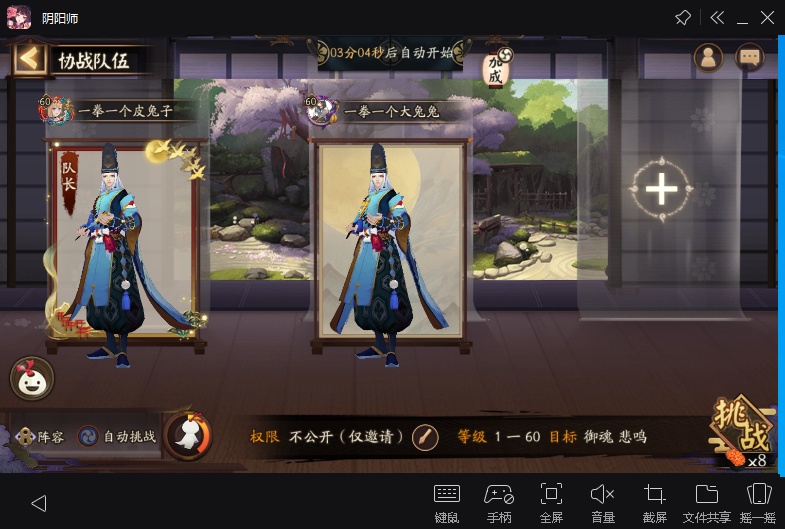 阴阳师
协战队伍
03分04秒后自动开始
加成
60 一拳一个皮兔子
60 一拳一个大兔兔
队长
阵容 自动挑战
权限 不公开（仅邀请） 等级 1 一 60 目标 御魂 悲鸣
挑战
x8
键鼠 手柄 全屏 音量 截屏 文件共享 摇一摇